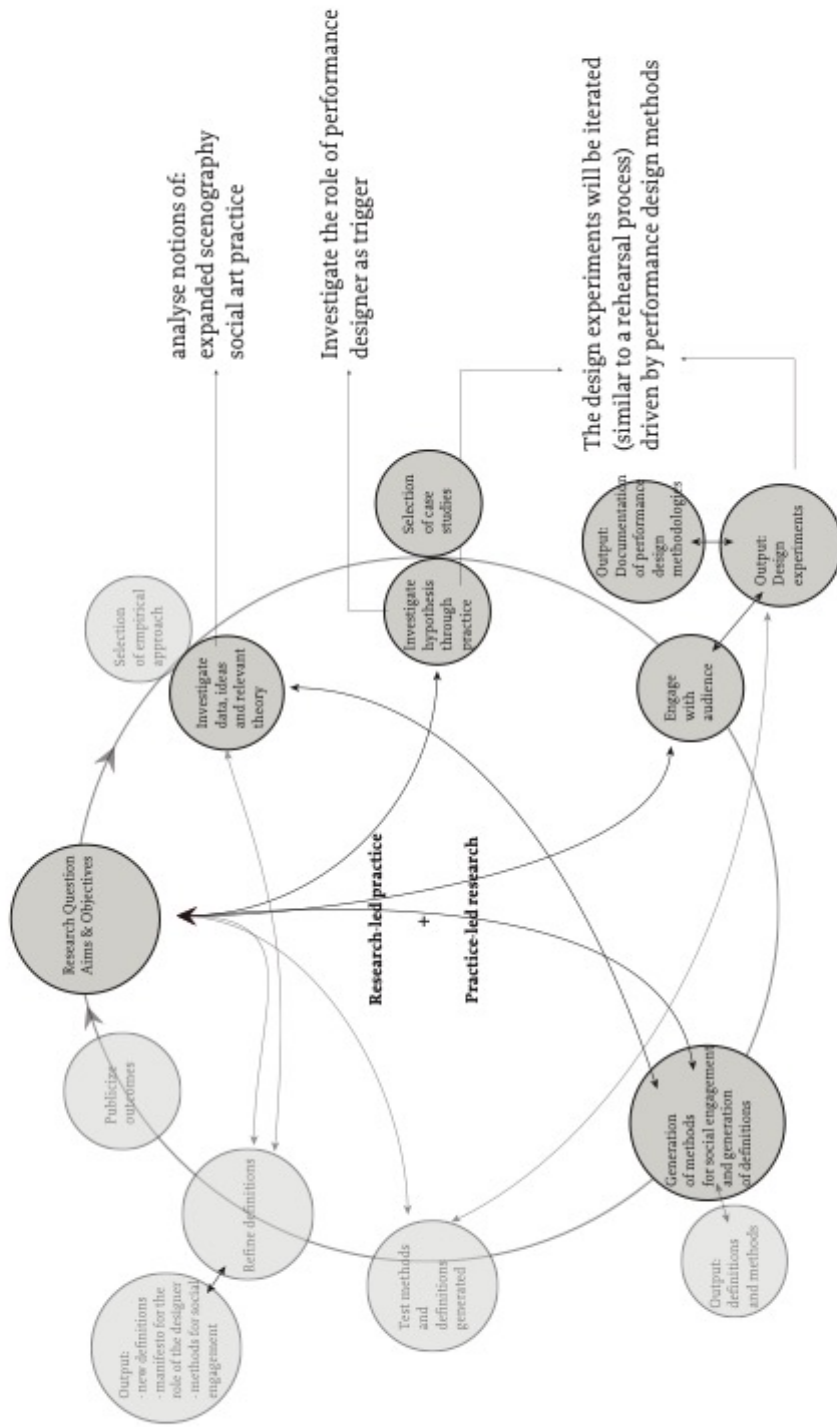 Research Question
Aims & Objectives
Selection
of empirical
approach
Investigate
data, ideas
and relevant
theory
analyse notions of:
expanded scenography
social art practice
Investigate
hypothesis
through
practice
Selection
of case
studies
Investigate the role of performance
designer as trigger
Engage
with
audience
Output:
Documentation
of performance
design
methodologies
Output:
Design
experiments
The design experiments will be iterated
(similar to a rehearsal process)
driven by performance design methods
Research-led practice
+
Practice-led research
Generation
of methods
for social engagement
and generation
of definitions
Output:
definitions
and methods
Test methods
and
definitions
generated
Refine definitions
Output:
- new definitions
- manifesto for the
role of the designer
- methods for social
engagement
Publicize
outcomes